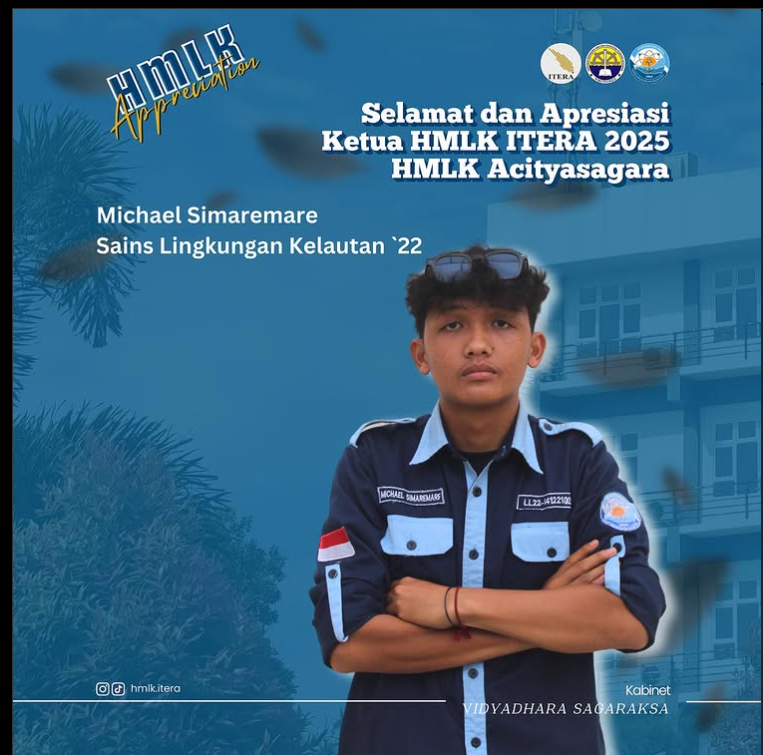 HMLK
Appreciation
ITERA
Selamat dan Apresiasi
Ketua HMLK ITERA 2025
HMLK Acityasagara
Michael Simaremare
Sains Lingkungan Kelautan `22
MICHAEL SIMAREMARE
hmlk.itera
Kabinet
VIDYADHARA SAGARAKSA